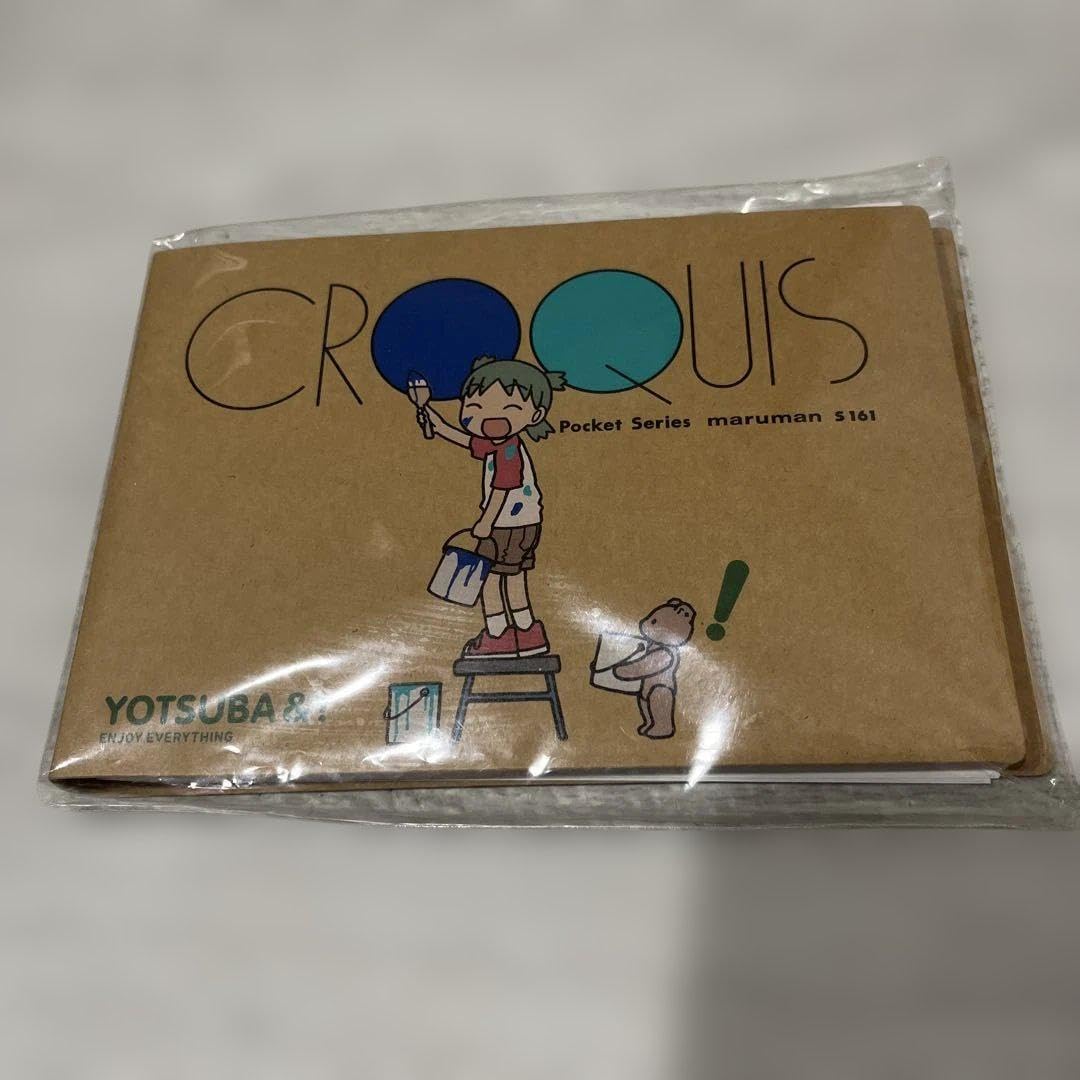 CROQUIS
Pocket Series maruman S161
!
YOTSUBA&!
ENJOY EVERYTHING